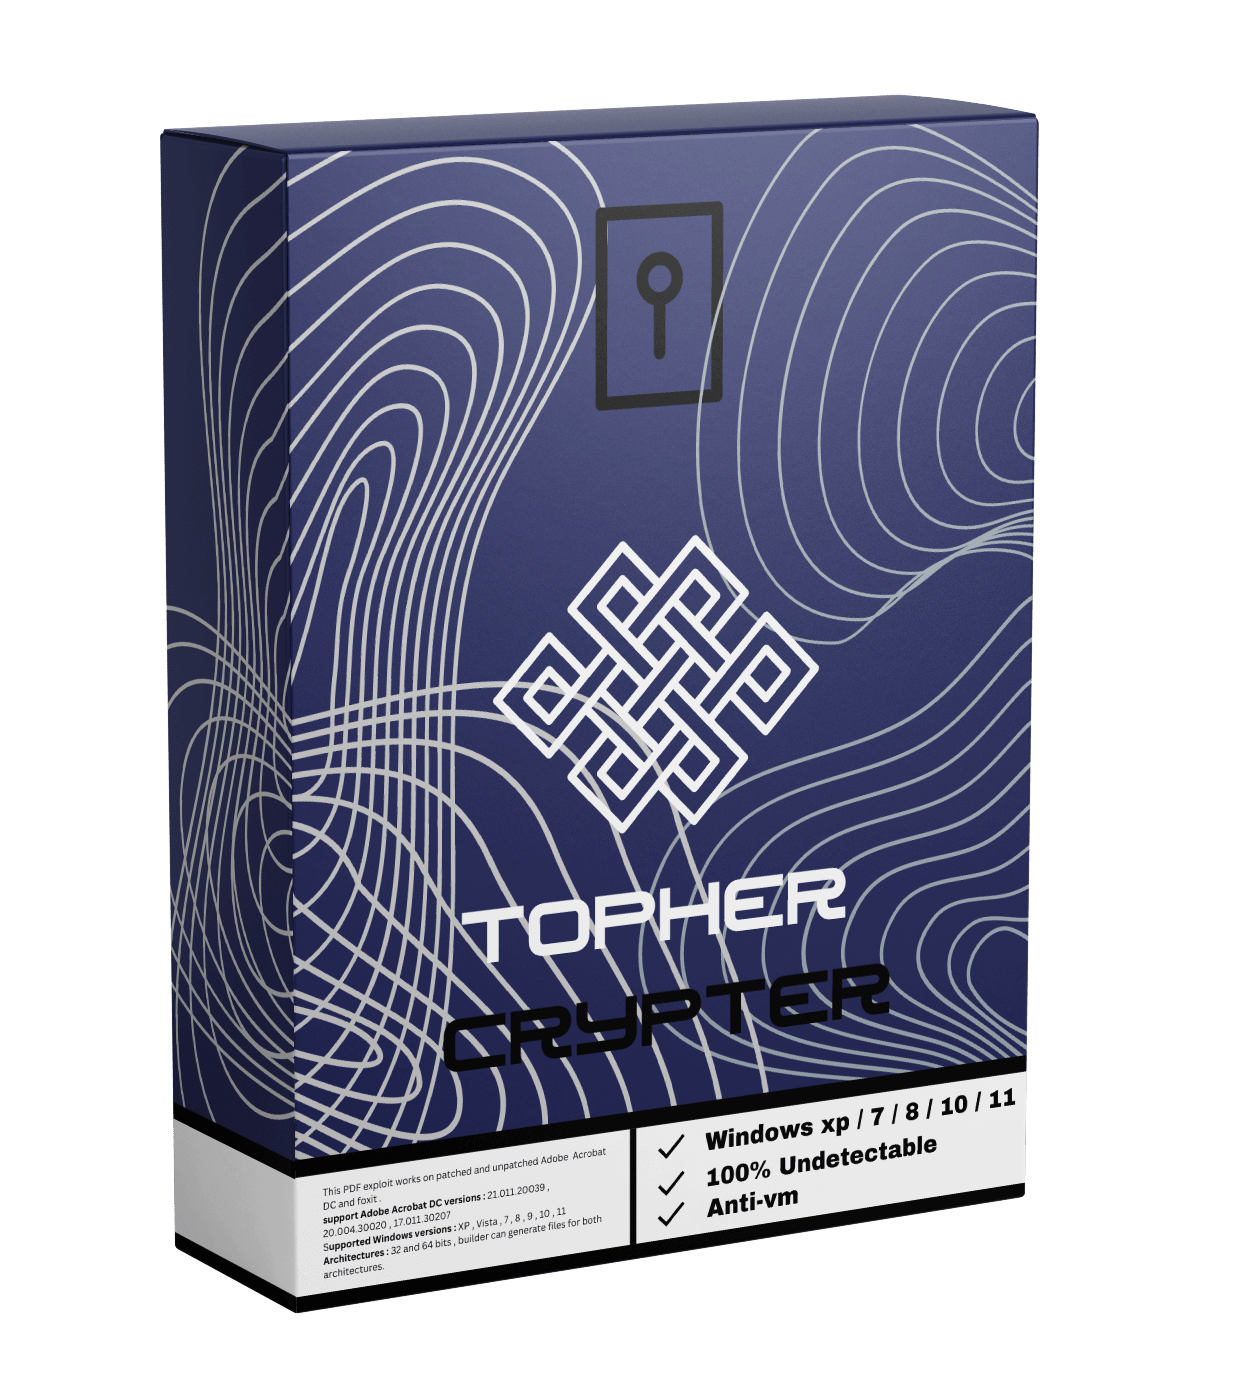 TOPHER
CRYPTER
This PDF exploit works on patched and unpatched Adobe Acrobat
DC and foxit .
support Adobe Acrobat DC versions : 21.011.20039 ,
20.004.30020 , 17.011.30207
Supported Windows versions : XP , Vista , 7 , 8 , 9 , 10 , 11
Architectures : 32 and 64 bits , builder can generate files for both
architectures.
Windows xp / 7 / 8 / 10 / 11
100% Undetectable
Anti-vm